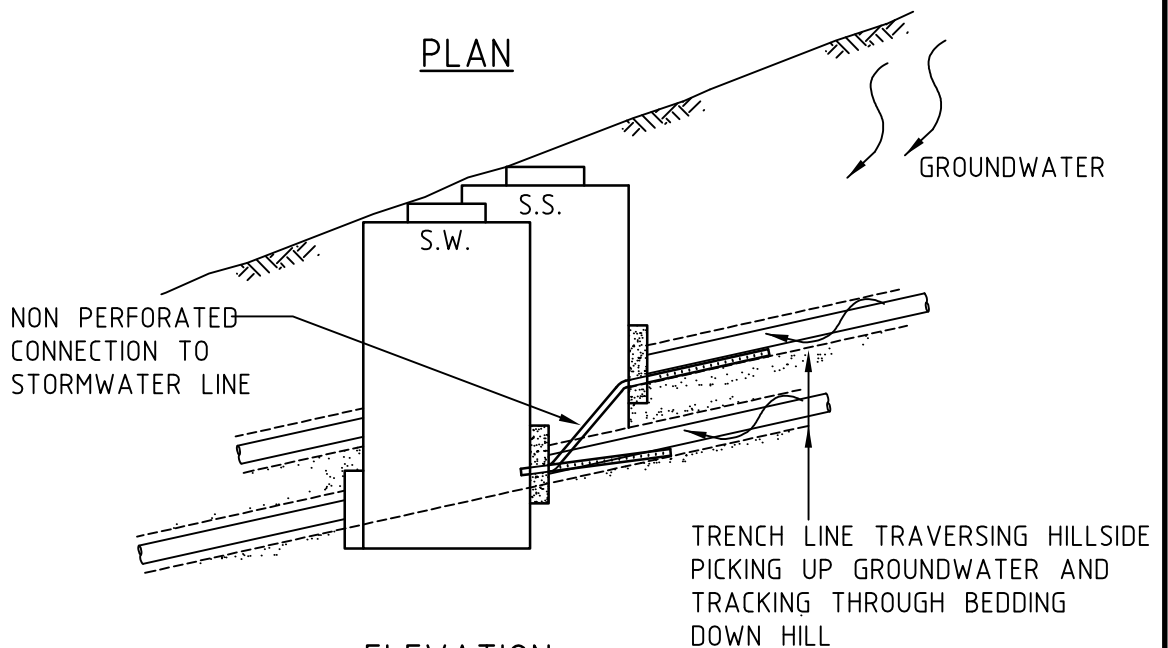 PLAN
GROUNDWATER
S.S.
S.W.
NON PERFORATED
CONNECTION TO
STORMWATER LINE
TRENCH LINE TRAVERSING HILLSIDE
PICKING UP GROUNDWATER AND
TRACKING THROUGH BEDDING
DOWN HILL
ELEVATION